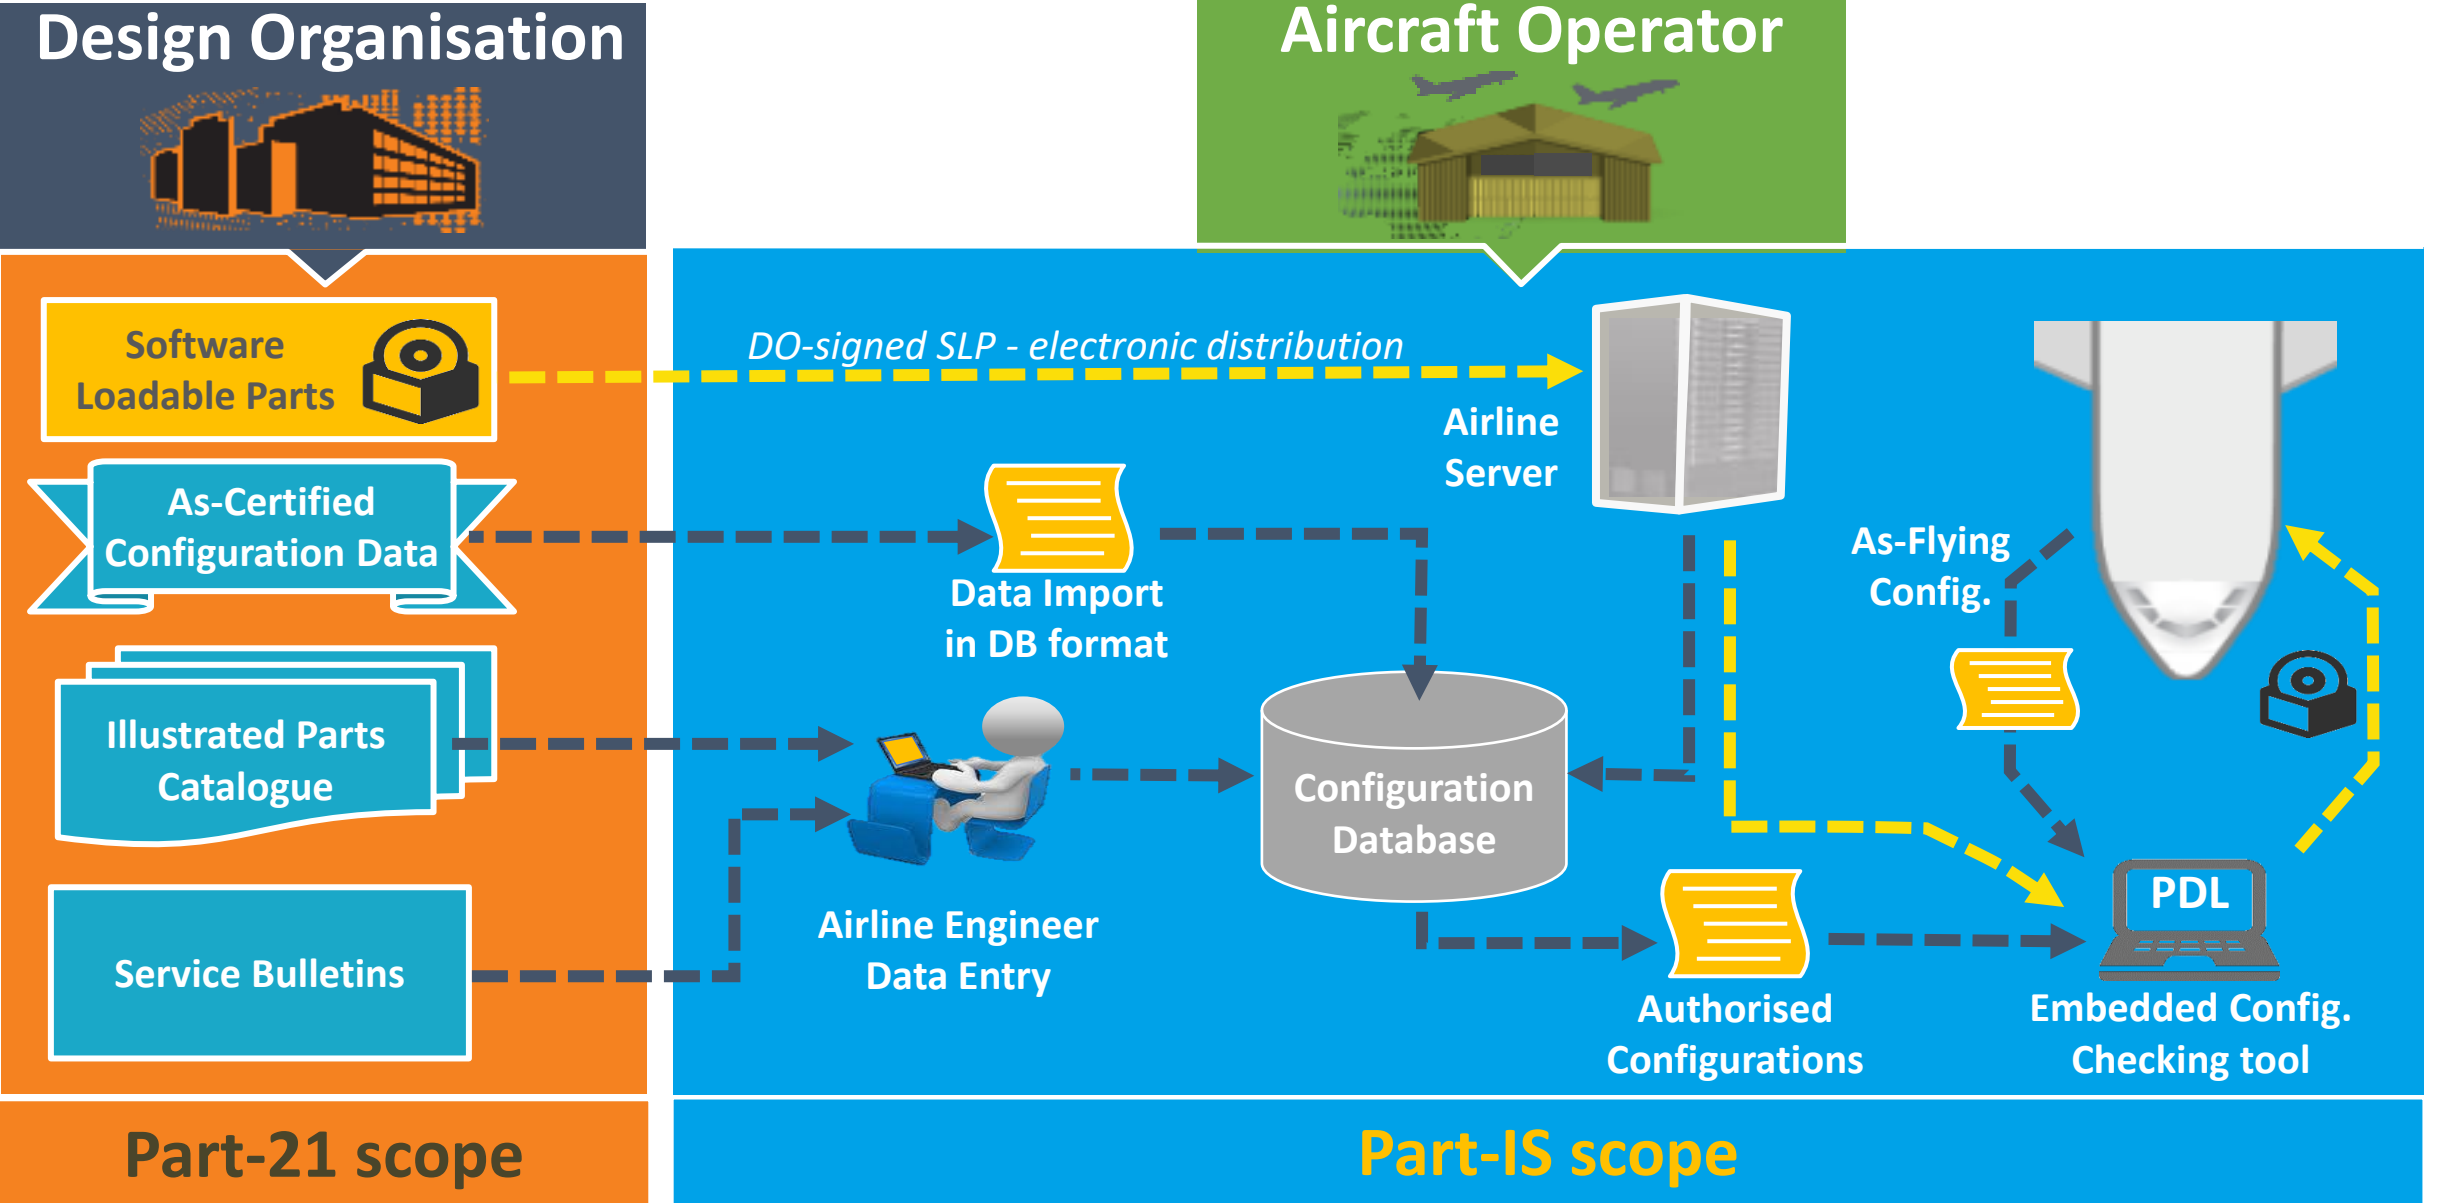 Design Organisation
Aircraft Operator
Software
Loadable Parts
DO-signed SLP - electronic distribution
Airline
Server
As-Certified
Configuration Data
Data Import
in DB format
As-Flying
Config.
Illustrated Parts
Catalogue
Configuration
Database
Service Bulletins
Airline Engineer
Data Entry
Authorised
Configurations
PDL
Embedded Config.
Checking tool
Part-21 scope
Part-IS scope